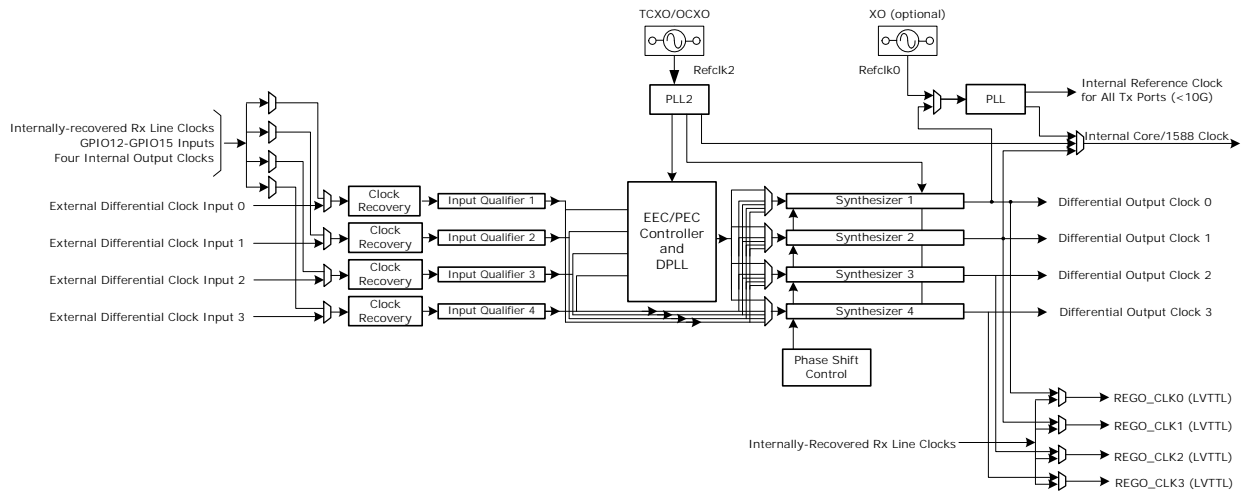 TCXO/OCXO
XO (optional)
Refclk2
Refclk0
PLL2
PLL
Internal Reference Clock
for All Tx Ports (<10G)
Internal Core/1588 Clock
Internally-recovered Rx Line Clocks
GPIO12-GPIO15 Inputs
Four Internal Output Clocks
External Differential Clock Input 0
External Differential Clock Input 1
External Differential Clock Input 2
External Differential Clock Input 3
Clock
Recovery
Clock
Recovery
Clock
Recovery
Clock
Recovery
Input Qualifier 1
Input Qualifier 2
Input Qualifier 3
Input Qualifier 4
EEC/PEC
Controller
and
DPLL
Synthesizer 1
Synthesizer 2
Synthesizer 3
Synthesizer 4
Phase Shift
Control
Differential Output Clock 0
Differential Output Clock 1
Differential Output Clock 2
Differential Output Clock 3
Internally-Recovered Rx Line Clocks
REGO_CLK0 (LVTTL)
REGO_CLK1 (LVTTL)
REGO_CLK2 (LVTTL)
REGO_CLK3 (LVTTL)